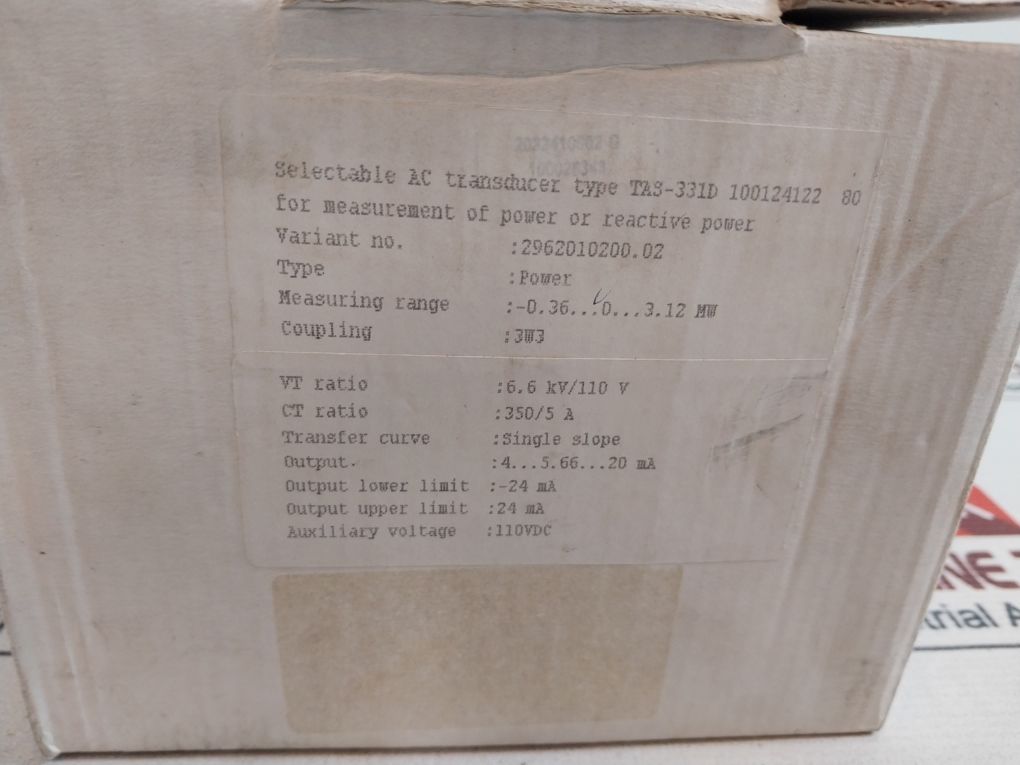 Selectable AC transducer type TAS-331D 100124122 80
for measurement of power or reactive power
Variant no. :2962010200.02
Type :Power
Measuring range :-0.36...0...3.12 MW
Coupling :3W3
VT ratio :6.6 kV/110 V
CT ratio :350/5 A
Transfer curve :Single slope
Output. :4...5.66...20 mA
Output lower limit :-24 mA
Output upper limit :24 mA
Auxiliary voltage :110VDC